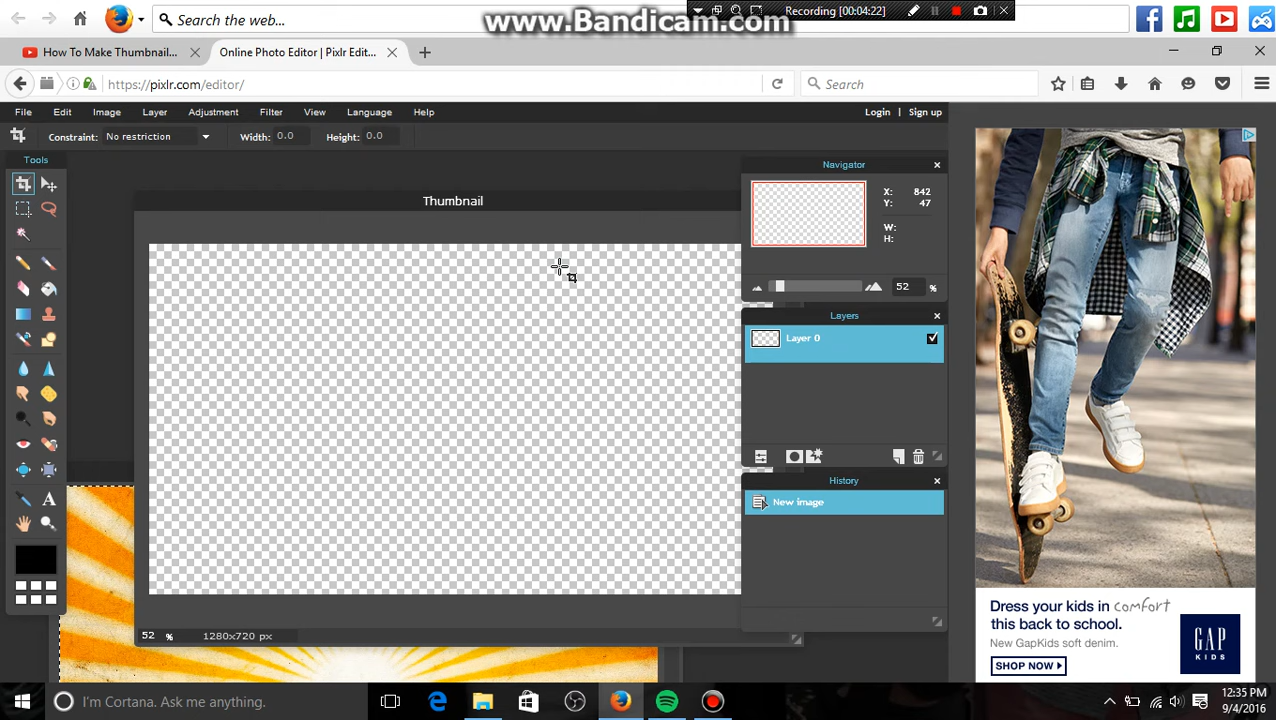 Search the web...
www.Bandicam.com
Recording [00:04:22]
How To Make Thumbnail...
Online Photo Editor | Pixlr Edit...
https://pixlr.com/editor/
Search
File Edit Image Layer Adjustment Filter View Language Help
Login Sign up
Constraint: No restriction Width: 0.0 Height: 0.0
Tools
Thumbnail
Navigator
X: 842
Y: 47
W:
H:
52 %
Layers
Layer 0
History
New image
52 % 1280x720 px
Dress your kids in comfort
this back to school.
New GapKids soft denim.
SHOP NOW
GAP
KIDS
I'm Cortana. Ask me anything.
12:35 PM
9/4/2016